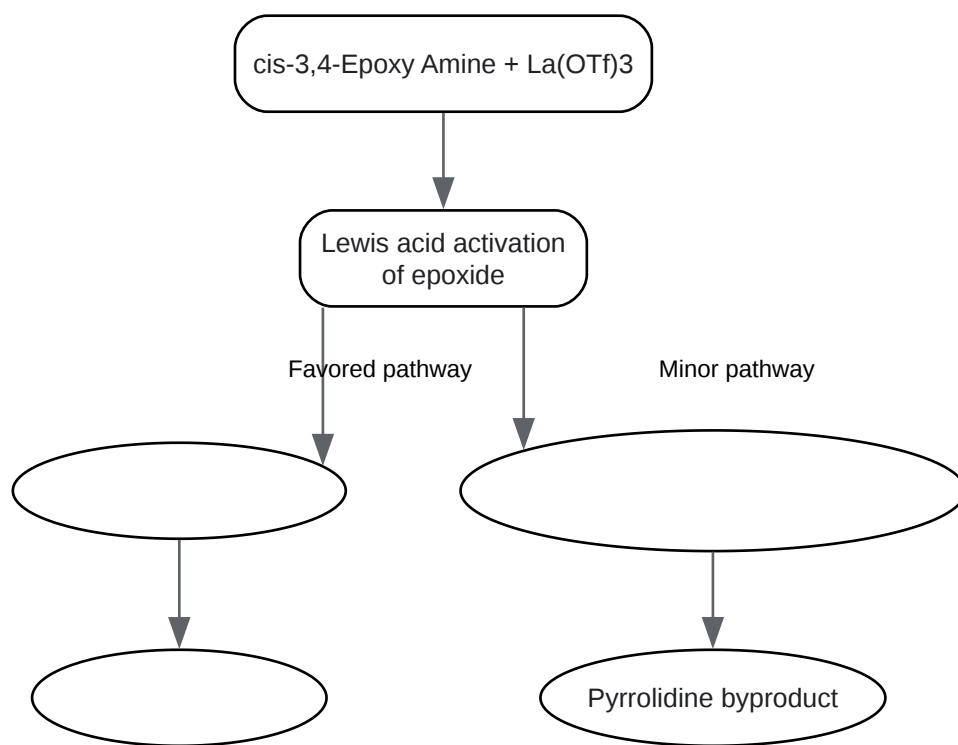 cis-3,4-Epoxy Amine + La(OTf)3
Lewis acid activation
of epoxide
Favored pathway
Minor pathway
Pyrrolidine byproduct